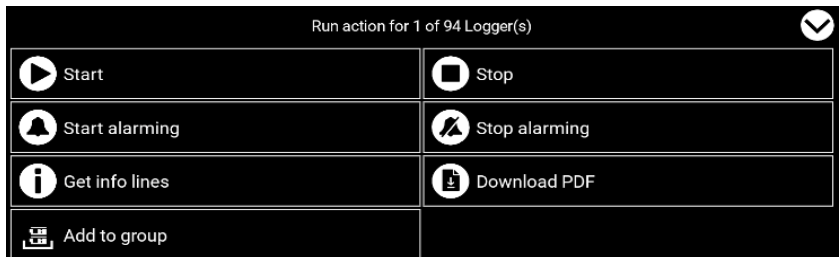 Run action for 1 of 94 Logger(s)
Start
Stop
Start alarming
Stop alarming
Get info lines
Download PDF
Add to group